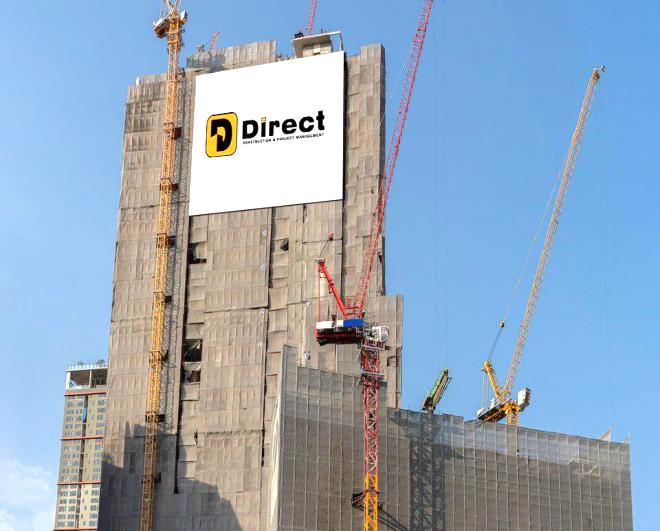 D
Direct
CONSTRUCTION & PROJECT MANAGEMENT